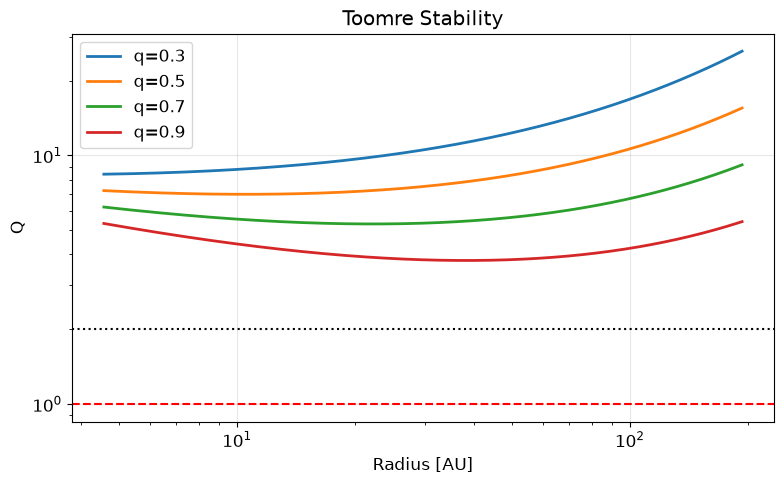 Toomre Stability
q=0.3
q=0.5
q=0.7
q=0.9
Q
10¹
10⁰
10¹
10²
Radius [AU]